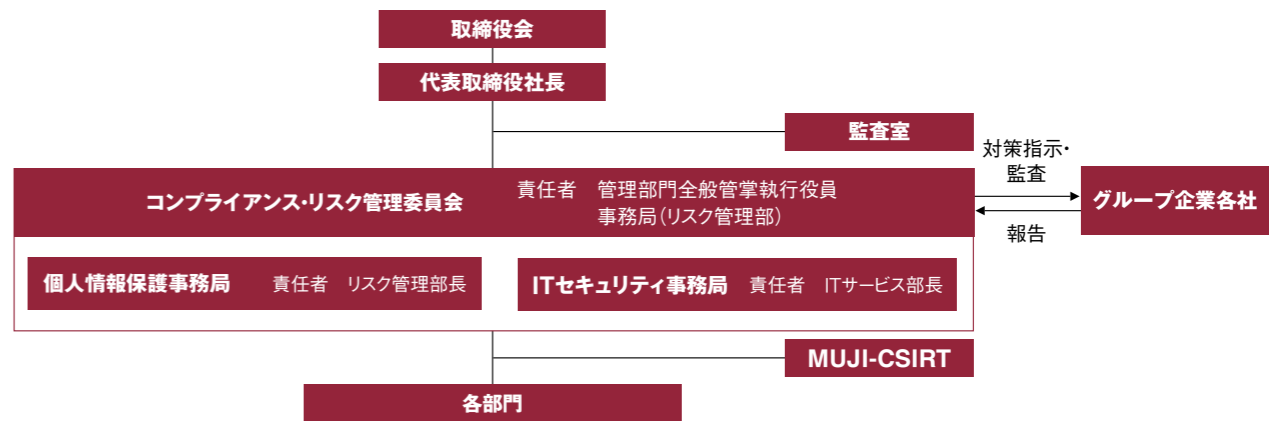 取締役会
代表取締役社長
監査室
コンプライアンス・リスク管理委員会
責任者 管理部門全般管掌執行役員
事務局(リスク管理部)
対策指示・
監査
報告
グループ企業各社
個人情報保護事務局 責任者 リスク管理部長
ITセキュリティ事務局 責任者 ITサービス部長
MUJI-CSIRT
各部門